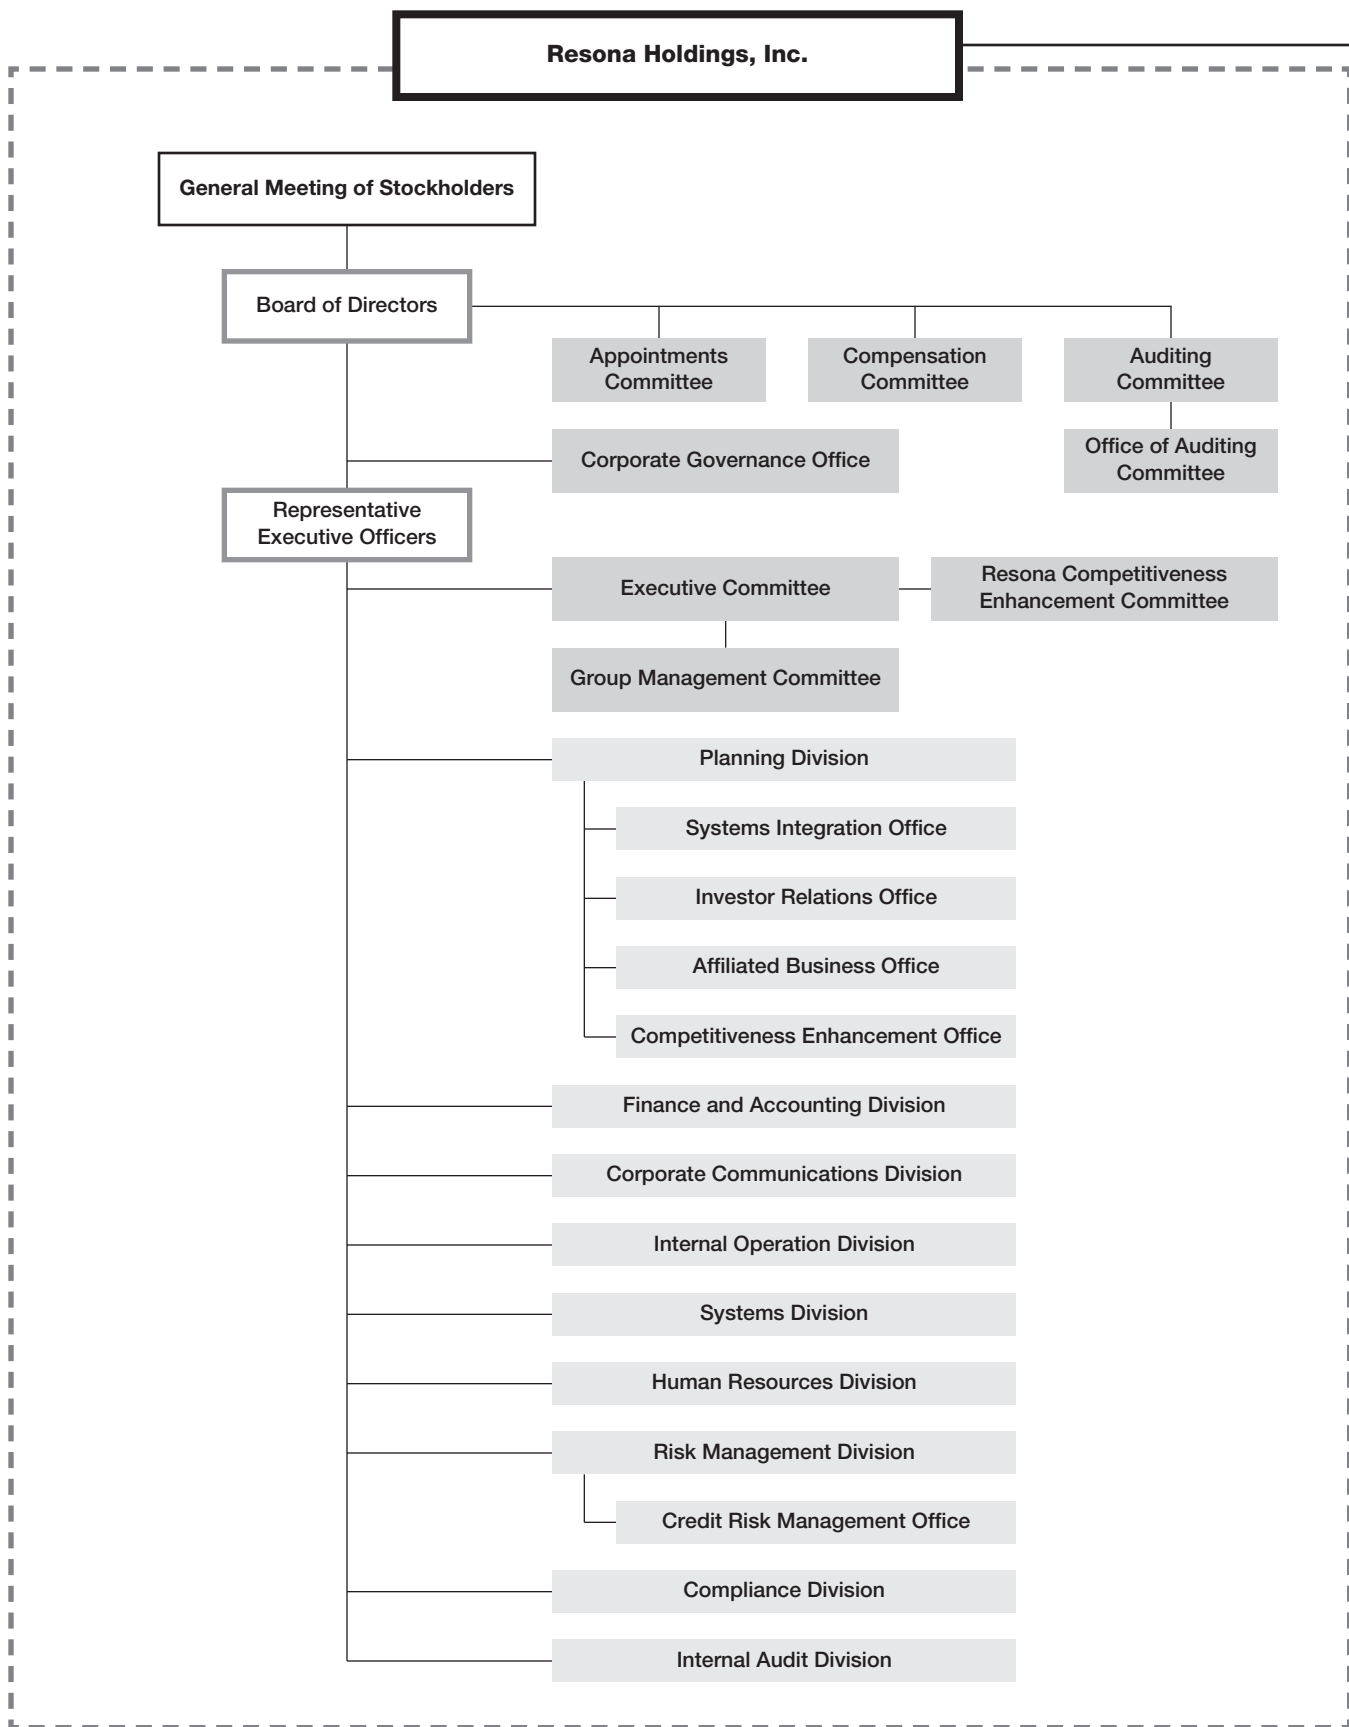 Resona Holdings, Inc.
General Meeting of Stockholders
Board of Directors
Appointments
Committee
Compensation
Committee
Auditing
Committee
Corporate Governance Office
Office of Auditing
Committee
Representative
Executive Officers
Executive Committee
Resona Competitiveness
Enhancement Committee
Group Management Committee
Planning Division
Systems Integration Office
Investor Relations Office
Affiliated Business Office
Competitiveness Enhancement Office
Finance and Accounting Division
Corporate Communications Division
Internal Operation Division
Systems Division
Human Resources Division
Risk Management Division
Credit Risk Management Office
Compliance Division
Internal Audit Division